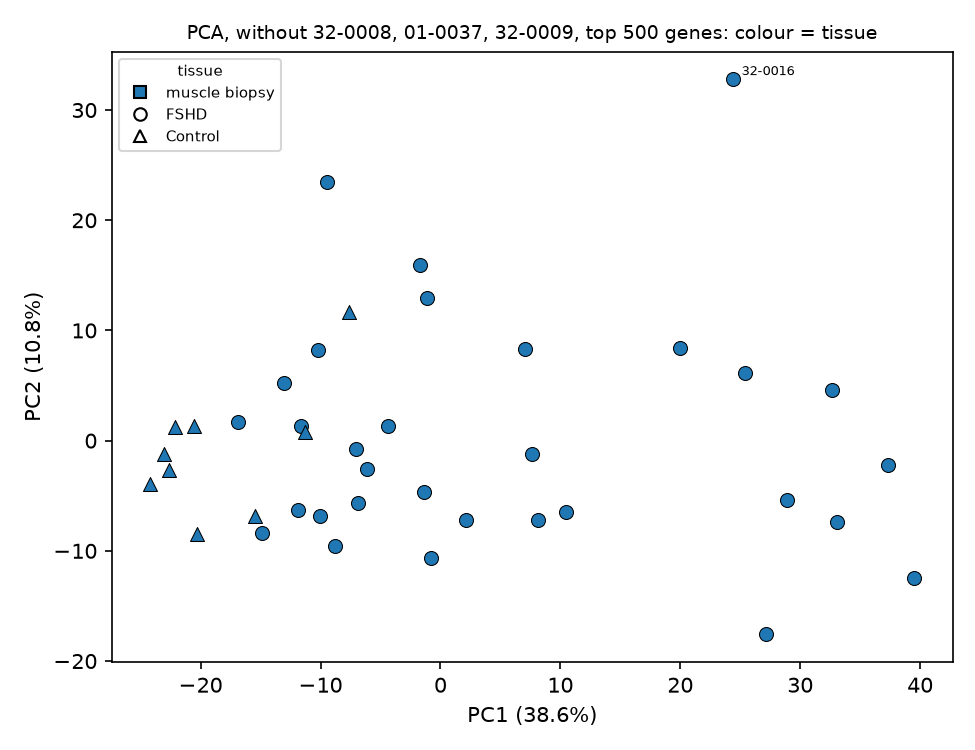 PCA, without 32-0008, 01-0037, 32-0009, top 500 genes: colour = tissue
tissue
muscle biopsy
FSHD
Control
32-0016
30
20
10
0
−10
−20
PC2 (10.8%)
−20 −10 0 10 20 30 40
PC1 (38.6%)